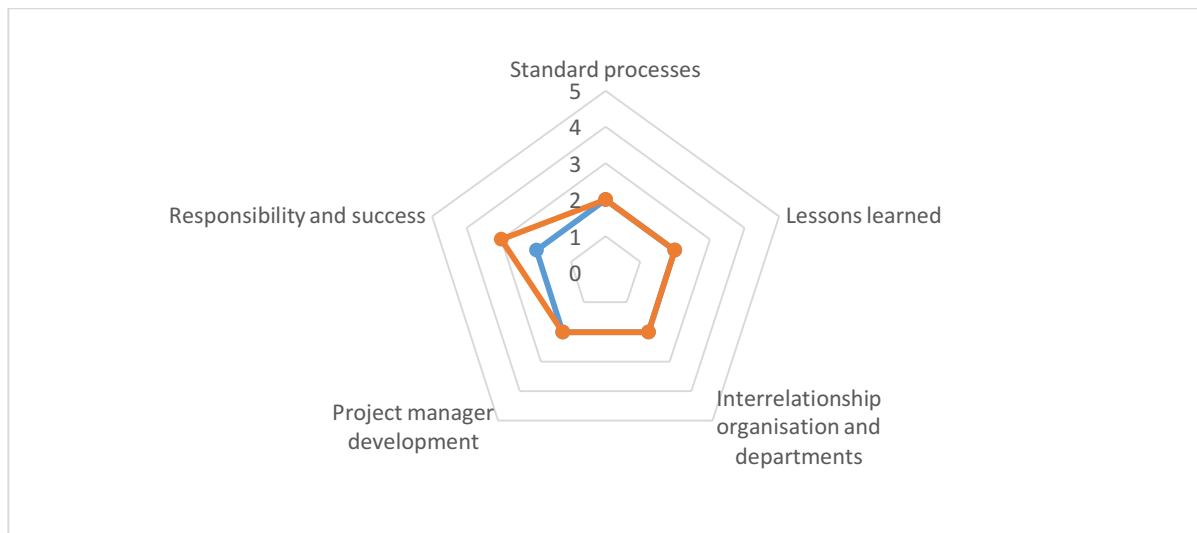 Standard processes
5
4
3
2
1
0
Lessons learned
Interrelationship
organisation and
departments
Project manager
development
Responsibility and success